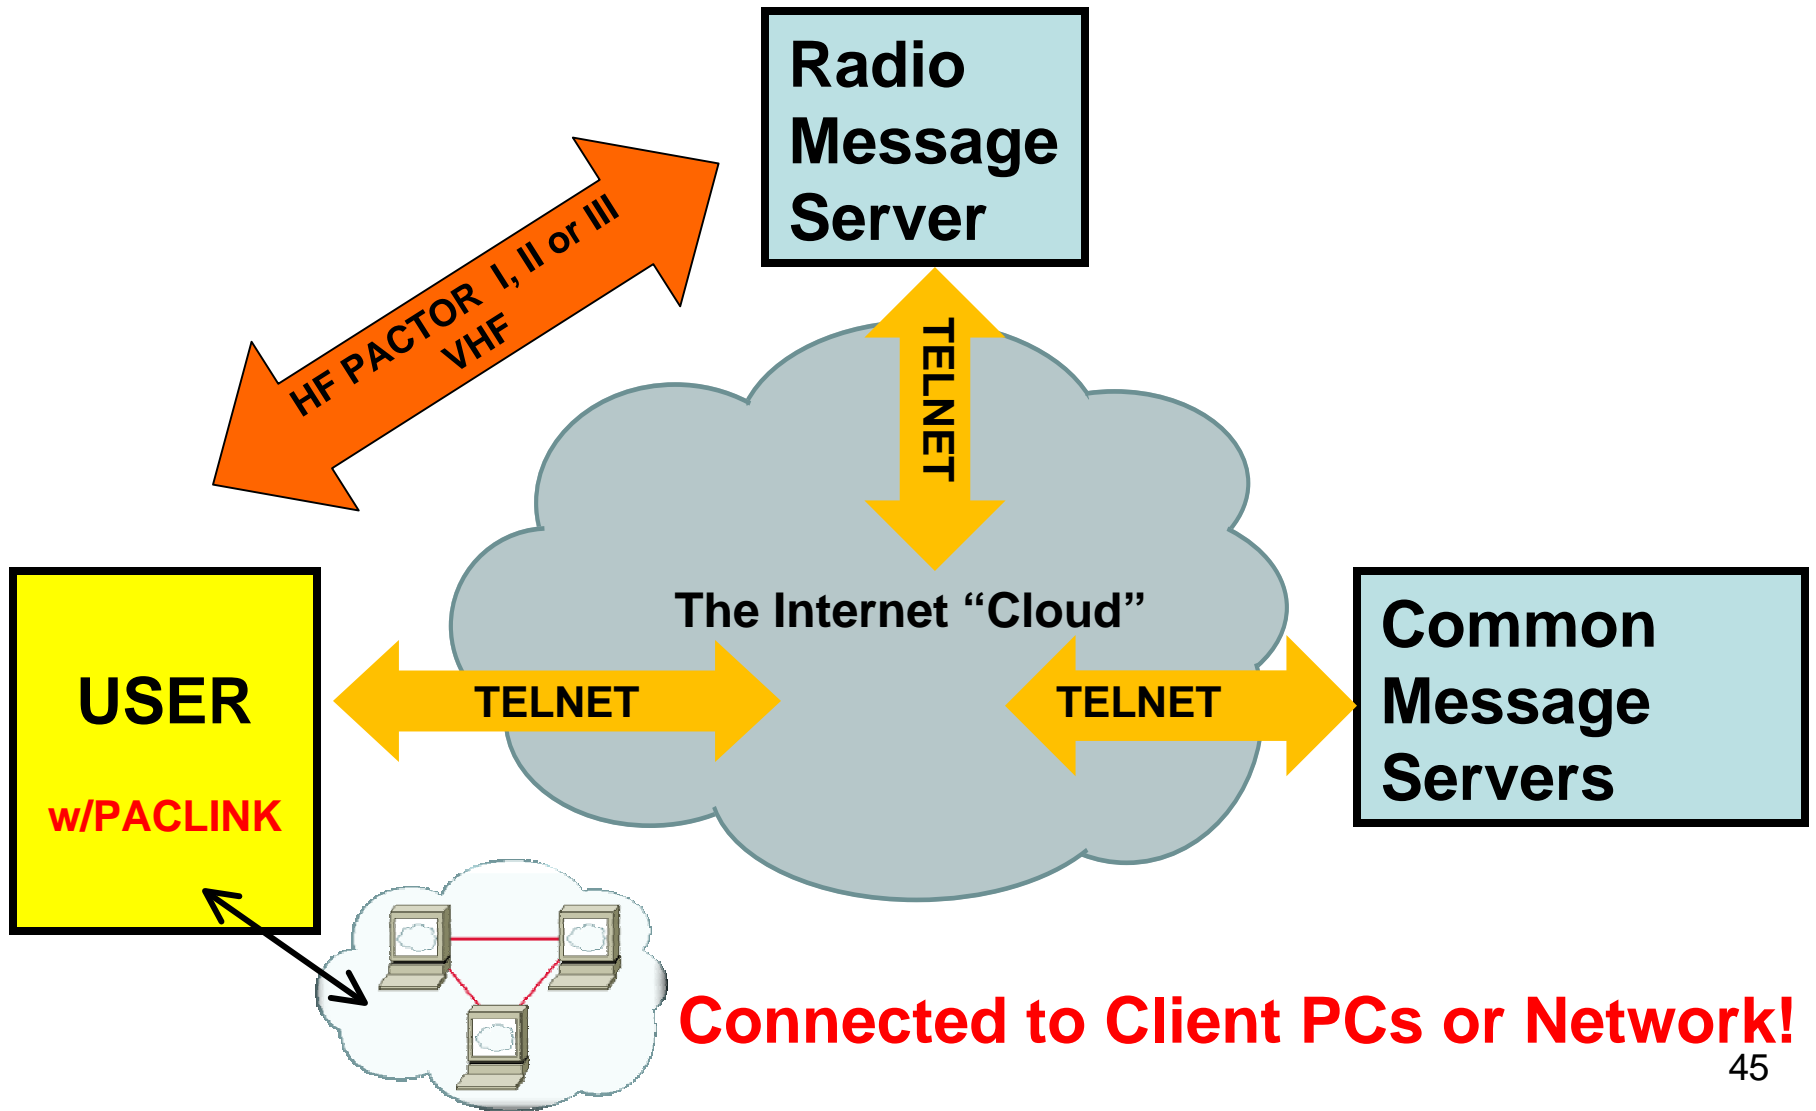 Radio
Message
Server
HF PACTOR I, II or III
VHF
TELNET
The Internet “Cloud”
USER
w/PACLINK
TELNET
TELNET
Common
Message
Servers
Connected to Client PCs or Network!
45